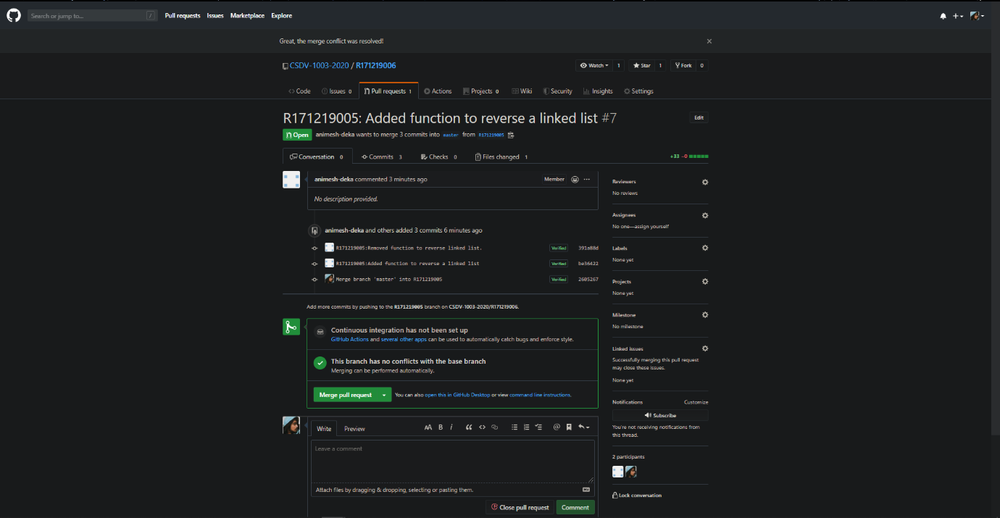 Search or jump to... /
Pull requests Issues Marketplace Explore
Great, the merge conflict was resolved!
CSDV-1003-2020 / R171219006
Watch 1 Star 1 Fork 0
Code Issues 0 Pull requests 1 Actions Projects 0 Wiki Security Insights Settings
R171219005: Added function to reverse a linked list #7
Edit
Open animesh-deka wants to merge 3 commits into master from R171219005
Conversation 0 Commits 3 Checks 0 Files changed 1
+33 −0
animesh-deka commented 3 minutes ago Member
No description provided.
animesh-deka and others added 3 commits 6 minutes ago
R171219005:Removed function to reverse linked list. Verified 391a88d
R171219005:Added function to reverse a linked list Verified be36422
Merge branch 'master' into R171219005 Verified 2605267
Add more commits by pushing to the R171219005 branch on CSDV-1003-2020/R171219006.
Continuous integration has not been set up
GitHub Actions and several other apps can be used to automatically catch bugs and enforce style.
This branch has no conflicts with the base branch
Merging can be performed automatically.
Merge pull request You can also open this in GitHub Desktop or view command line instructions.
Write Preview
AA B i
Leave a comment
Attach files by dragging & dropping, selecting or pasting them.
Close pull request Comment
Reviewers
No reviews
Assignees
No one—assign yourself
Labels
None yet
Projects
None yet
Milestone
No milestone
Linked issues
Successfully merging this pull request
may close these issues.
None yet
Notifications Customize
Subscribe
You're not receiving notifications from
this thread.
2 participants
Lock conversation